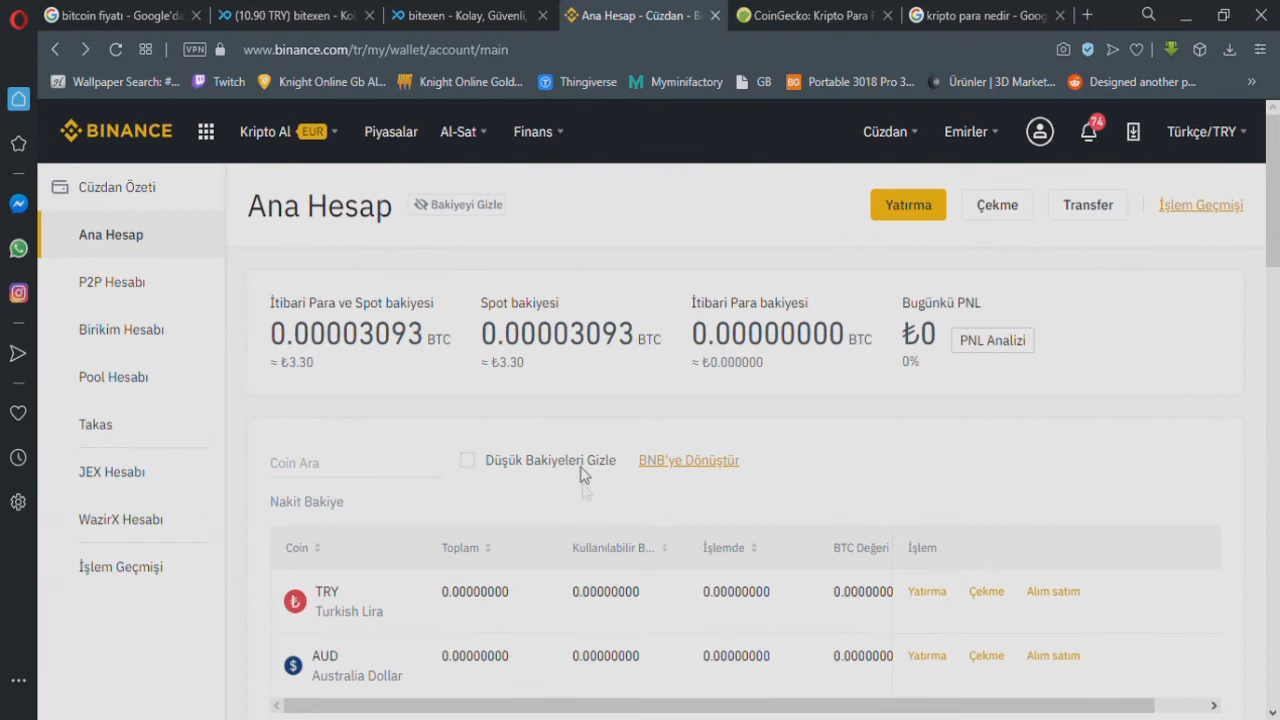 bitcoin fiyatı - Google'da
(10.90 TRY) bitexen - Kol
bitexen - Kolay, Güvenli,
Ana Hesap - Cüzdan - B
CoinGecko: Kripto Para F
kripto para nedir - Goog
VPN
www.binance.com/tr/my/wallet/account/main
Wallpaper Search: #...
Twitch
Knight Online Gb Al...
Knight Online Gold...
Thingiverse
Myminifactory
GB
Portable 3018 Pro 3...
Ürünler | 3D Market...
Designed another p...
BINANCE
Kripto Al EUR
Piyasalar
Al-Sat
Finans
Cüzdan
Emirler
74
Türkçe/TRY
Cüzdan Özeti
Ana Hesap
P2P Hesabı
Birikim Hesabı
Pool Hesabı
Takas
JEX Hesabı
WazirX Hesabı
İşlem Geçmişi
Ana Hesap
Bakiyeyi Gizle
Yatırma
Çekme
Transfer
İşlem Geçmişi
İtibari Para ve Spot bakiyesi
0.00003093 BTC
≈ ₺3.30
Spot bakiyesi
0.00003093 BTC
≈ ₺3.30
İtibari Para bakiyesi
0.00000000 BTC
≈ ₺0.000000
Bugünkü PNL
₺0
0%
PNL Analizi
Coin Ara
Düşük Bakiyeleri Gizle
BNB'ye Dönüştür
Nakit Bakiye
Coin Toplam Kullanılabilir B... İşlemde BTC Değeri İşlem
TRY 0.00000000 0.00000000 0.00000000 0.0000000 Yatırma Çekme Alım satım
Turkish Lira
AUD 0.00000000 0.00000000 0.00000000 0.0000000 Yatırma Çekme Alım satım
Australia Dollar